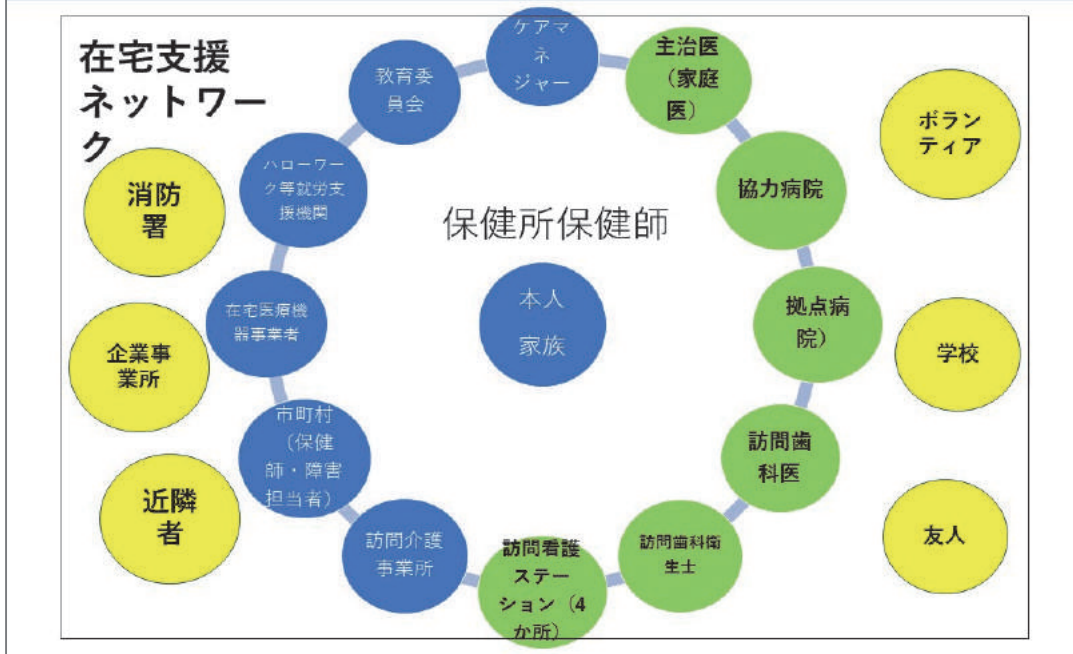 在宅支援
ネットワー
ク
ケアマ
ネ
ジャー
主治医
（家庭
医）
協力病院
拠点病
院）
訪問歯
科医
訪問歯科衛
生士
訪問看護
ステー
ション（4
か所）
訪問介護
事業所
市町村
（保健
師・障害
担当者）
在宅医療機
器事業者
ハローワー
ク等就労支
援機関
教育委
員会
保健所保健師
本人
家族
消防
署
企業事
業所
近隣
者
ボラン
ティア
学校
友人